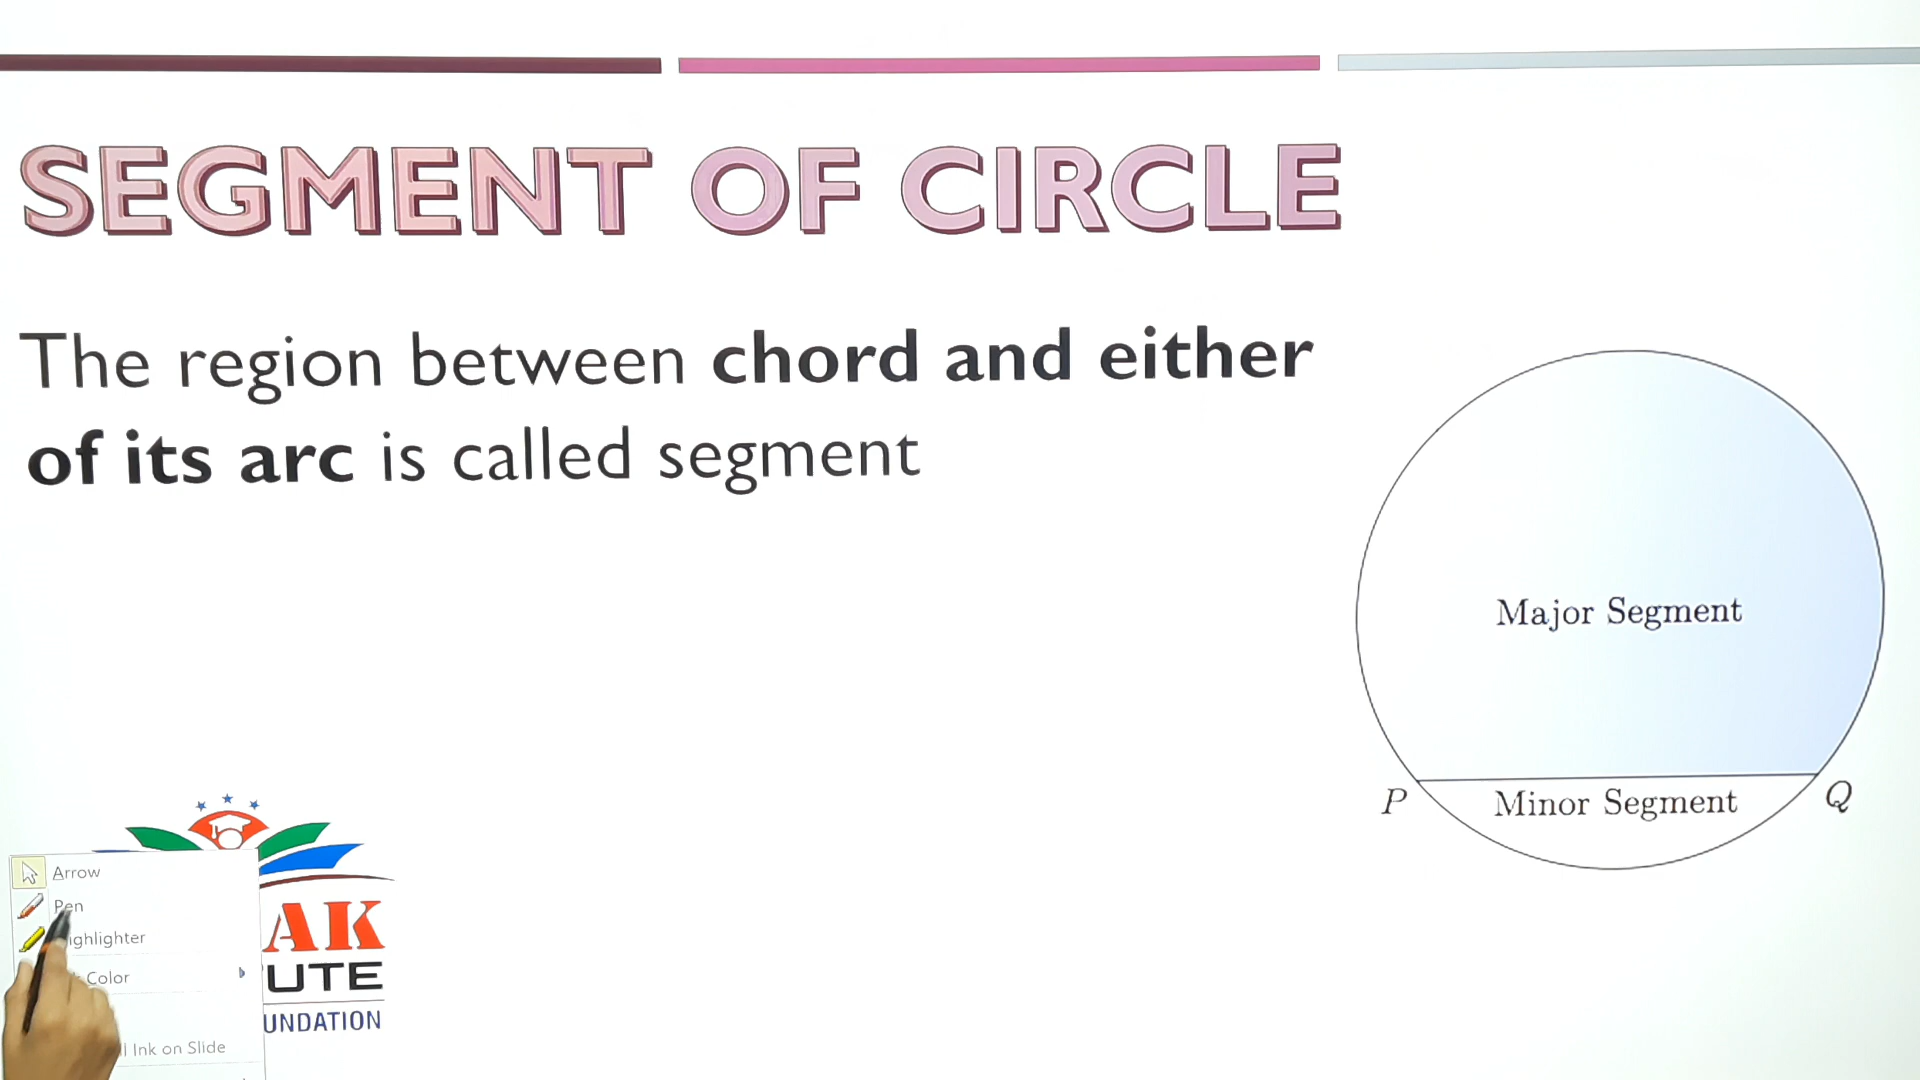 SEGMENT OF CIRCLE
The region between chord and either
of its arc is called segment
Major Segment
P
Minor Segment
Q
Arrow
Pen
ighlighter
Color
Ink on Slide
AK
UTE
UNDATION